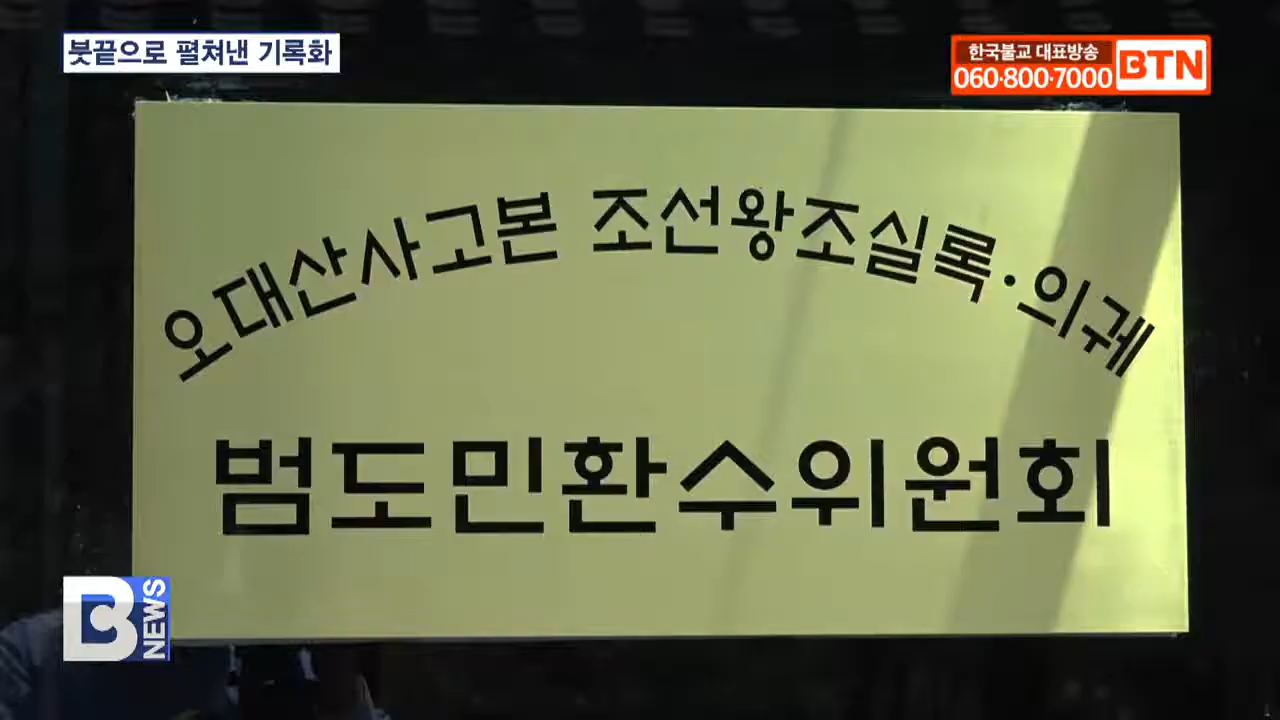 붓끝으로 펼쳐낸 기록화
한국불교 대표방송
060·800·7000
BTN
오대산사고본 조선왕조실록·의궤
범도민환수위원회
B NEWS